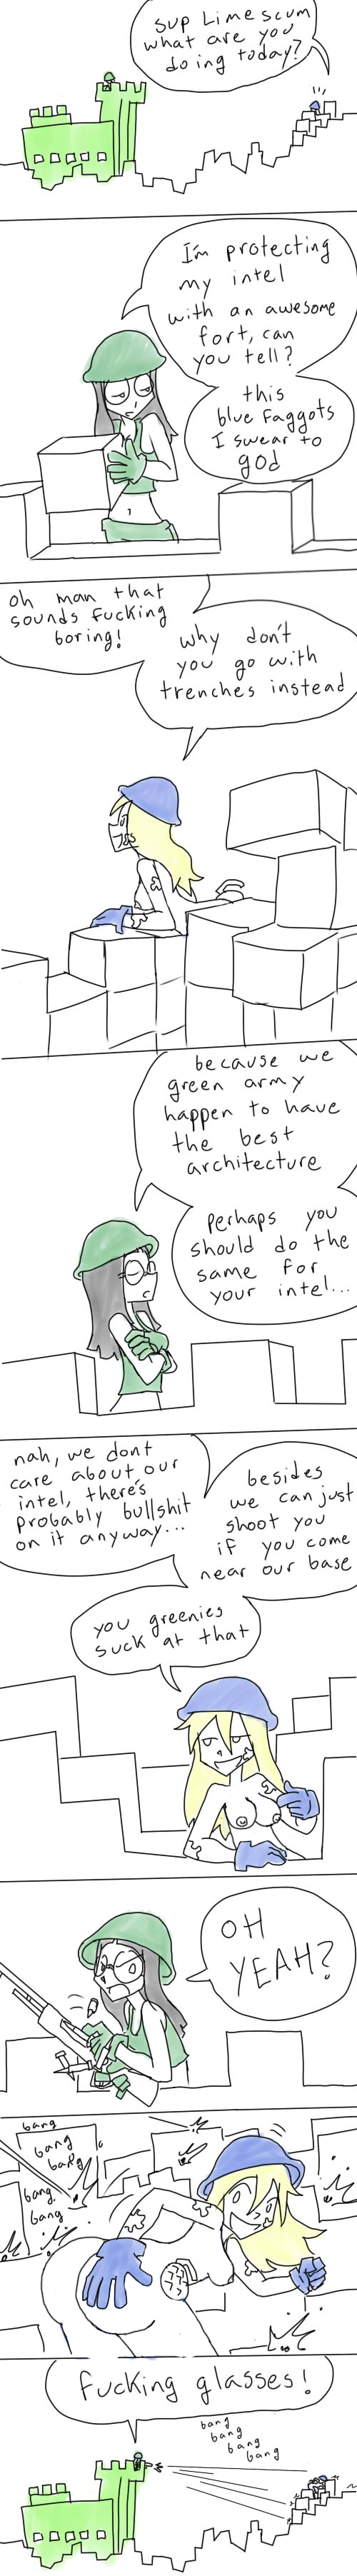 sup Lime scum
what are you
doing today?
I'm protecting
my intel
with an awesome
fort, can
you tell?
this
blue faggots
I swear to
god
oh man that
sounds fucking
boring!
why don't
you go with
trenches instead
because we
green army
happen to have
the best
architecture
perhaps you
should do the
same for
your intel...
nah, we dont
care about our
intel, there's
probably bullshit
on it anyway...
besides
we can just
shoot you
if you come
near our base
you greenies
suck at that
OH
YEAH?
bang
bang
bang
bang
bang
fucking glasses!
bang
bang
bang
bang